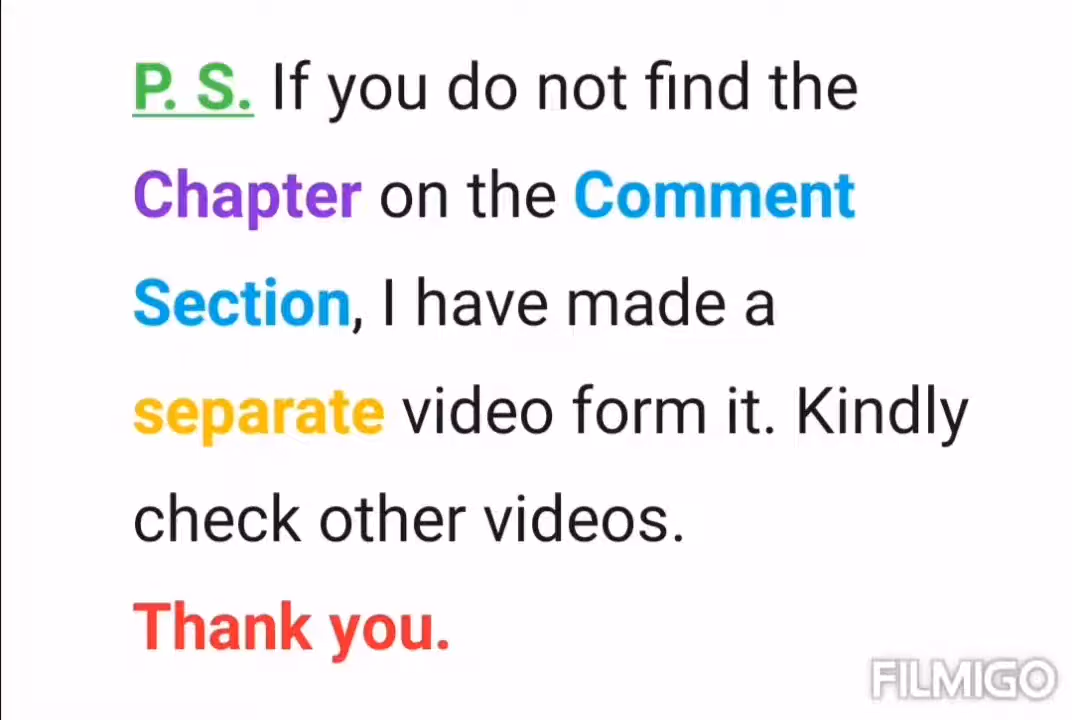 P. S. If you do not find the
Chapter on the Comment
Section, I have made a
separate video form it. Kindly
check other videos.
Thank you.
FILMIGO